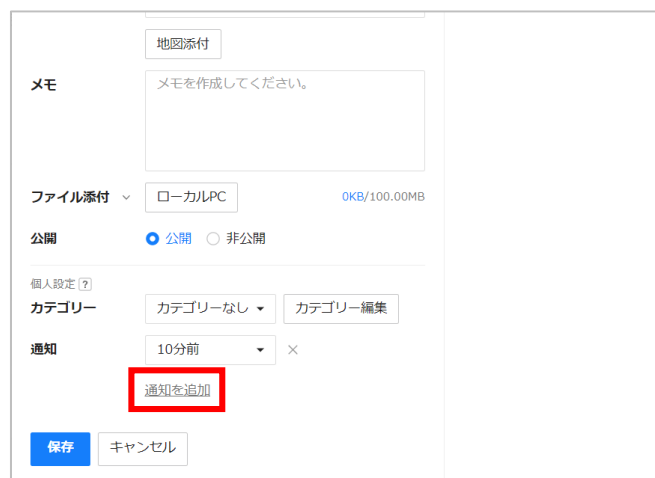 地図添付
メモ
メモを作成してください。
ファイル添付
ローカルPC
0KB/100.00MB
公開
公開
非公開
個人設定 ?
カテゴリー
カテゴリーなし
カテゴリー編集
通知
10分前
通知を追加
保存
キャンセル